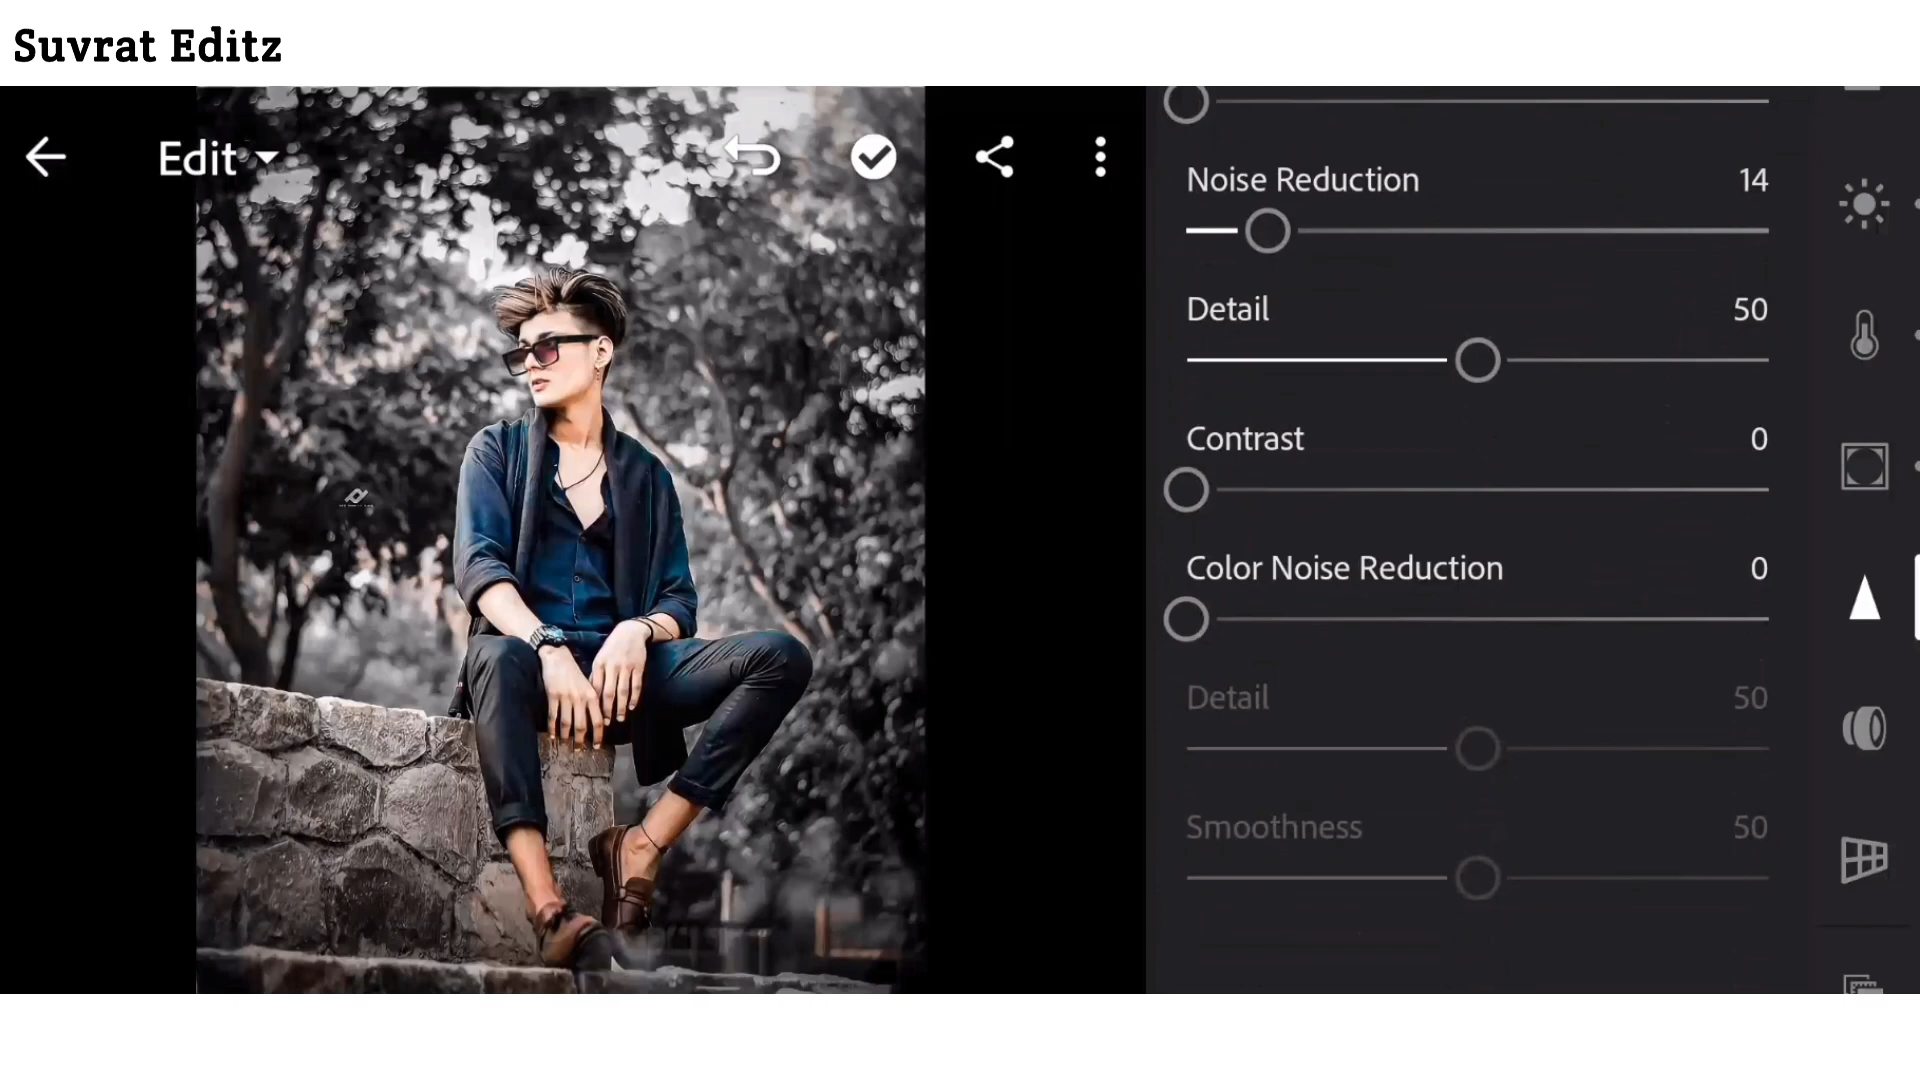 Suvrat Editz
Edit
Noise Reduction 14
Detail 50
Contrast 0
Color Noise Reduction 0
Detail 50
Smoothness 50